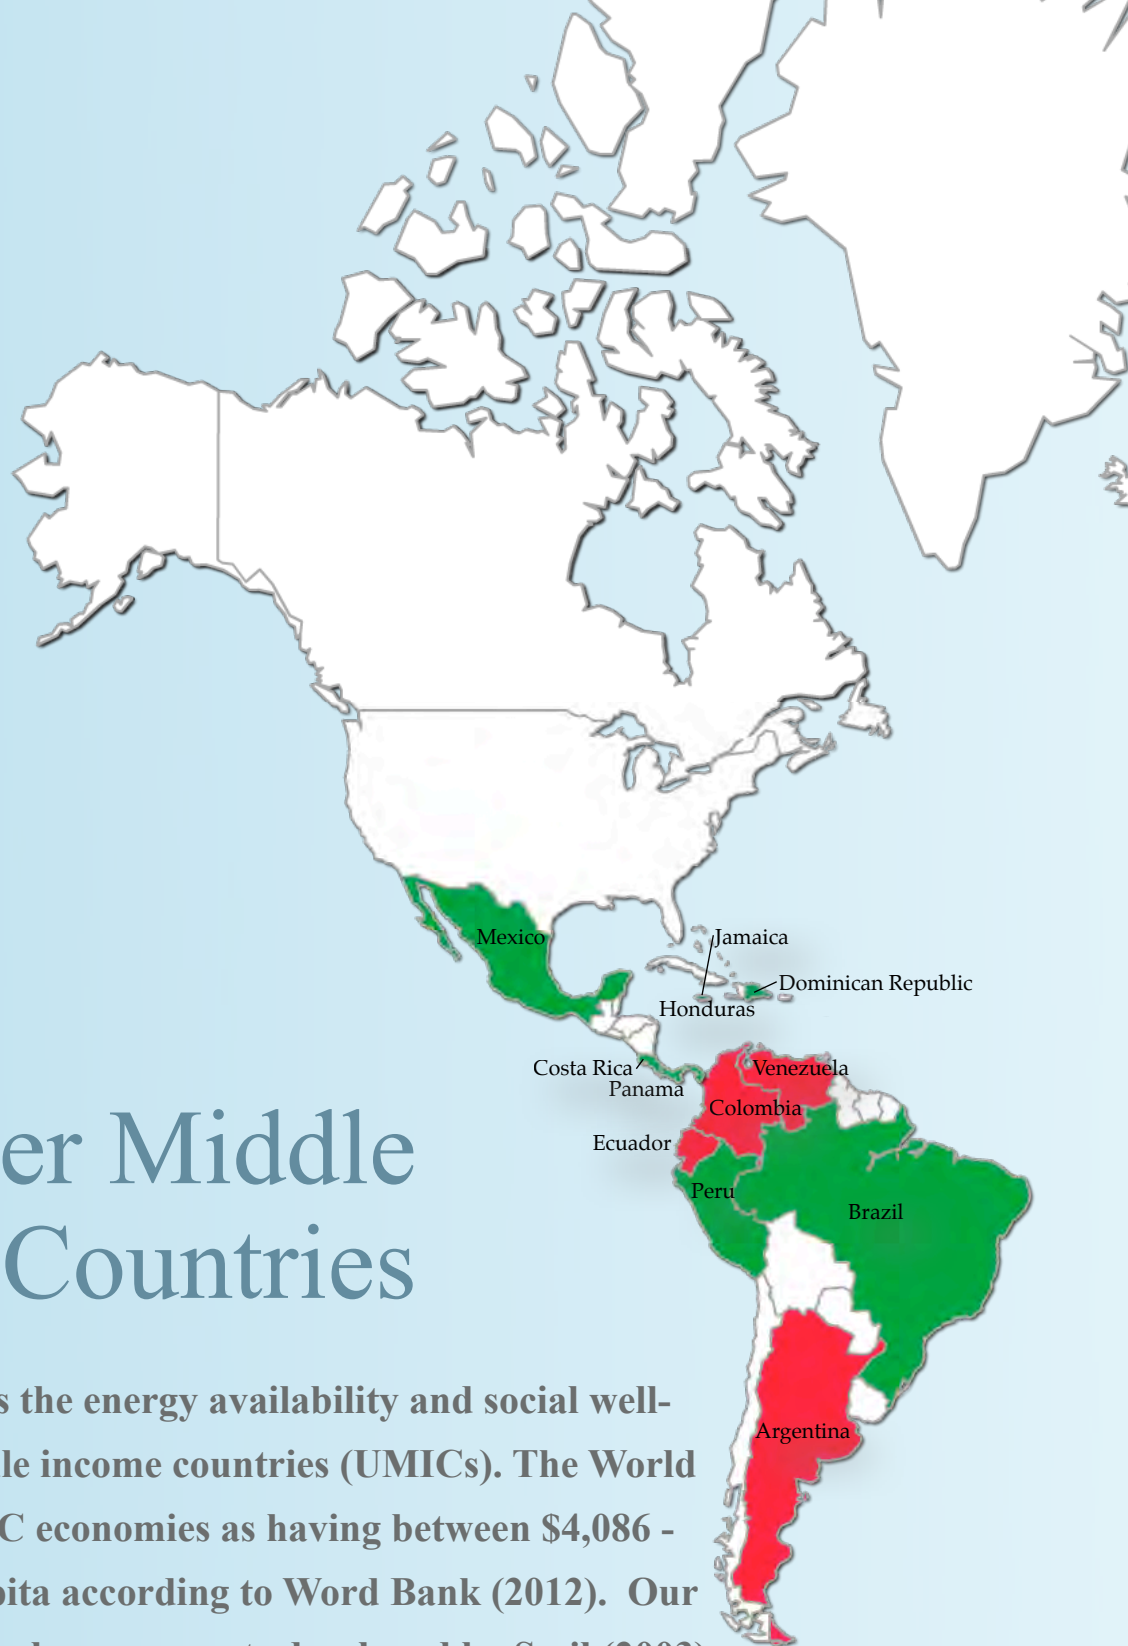 Mexico
Jamaica
Dominican Republic
Honduras
Costa Rica
Panama
Venezuela
Colombia
Ecuador
Peru
Brazil
er Middle
Countries
s the energy availability and social well-
Argentina
le income countries (UMICs). The World
C economies as having between $4,086 -
ita according to Word Bank (2012). Our